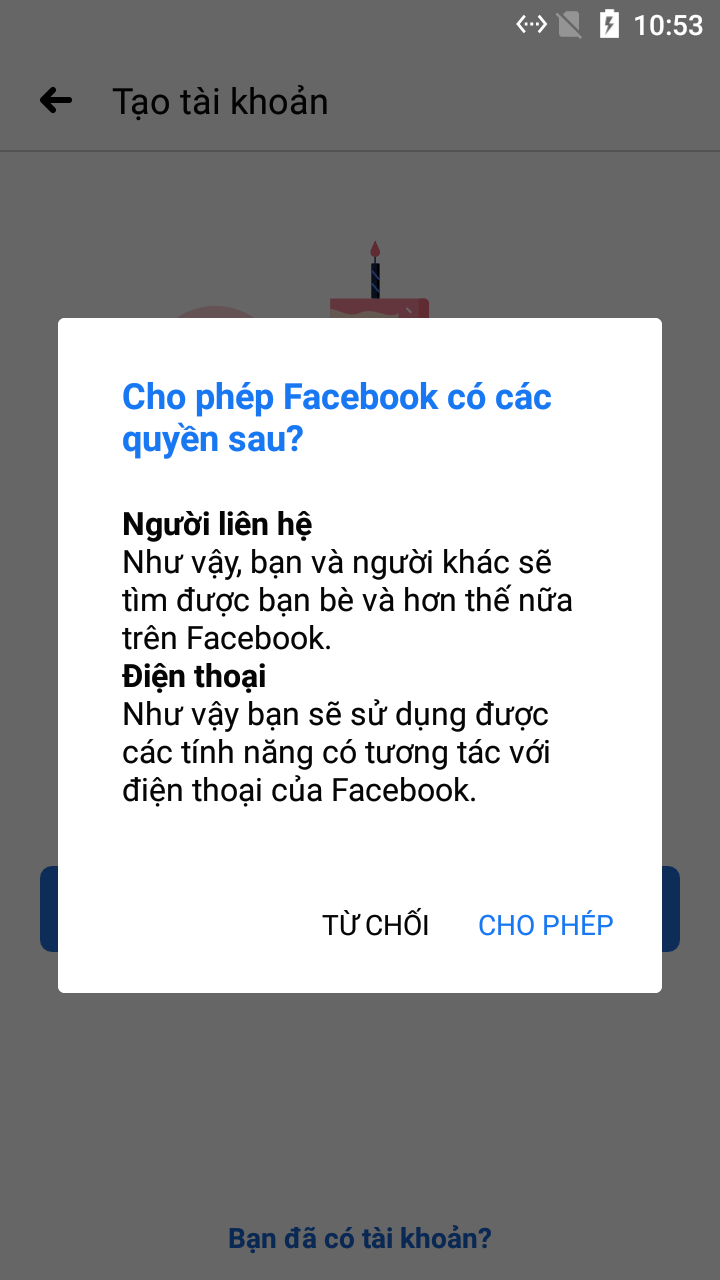 10:53
Tạo tài khoản
Cho phép Facebook có các
quyền sau?
Người liên hệ
Như vậy, bạn và người khác sẽ
tìm được bạn bè và hơn thế nữa
trên Facebook.
Điện thoại
Như vậy bạn sẽ sử dụng được
các tính năng có tương tác với
điện thoại của Facebook.
TỪ CHỐI CHO PHÉP
Bạn đã có tài khoản?